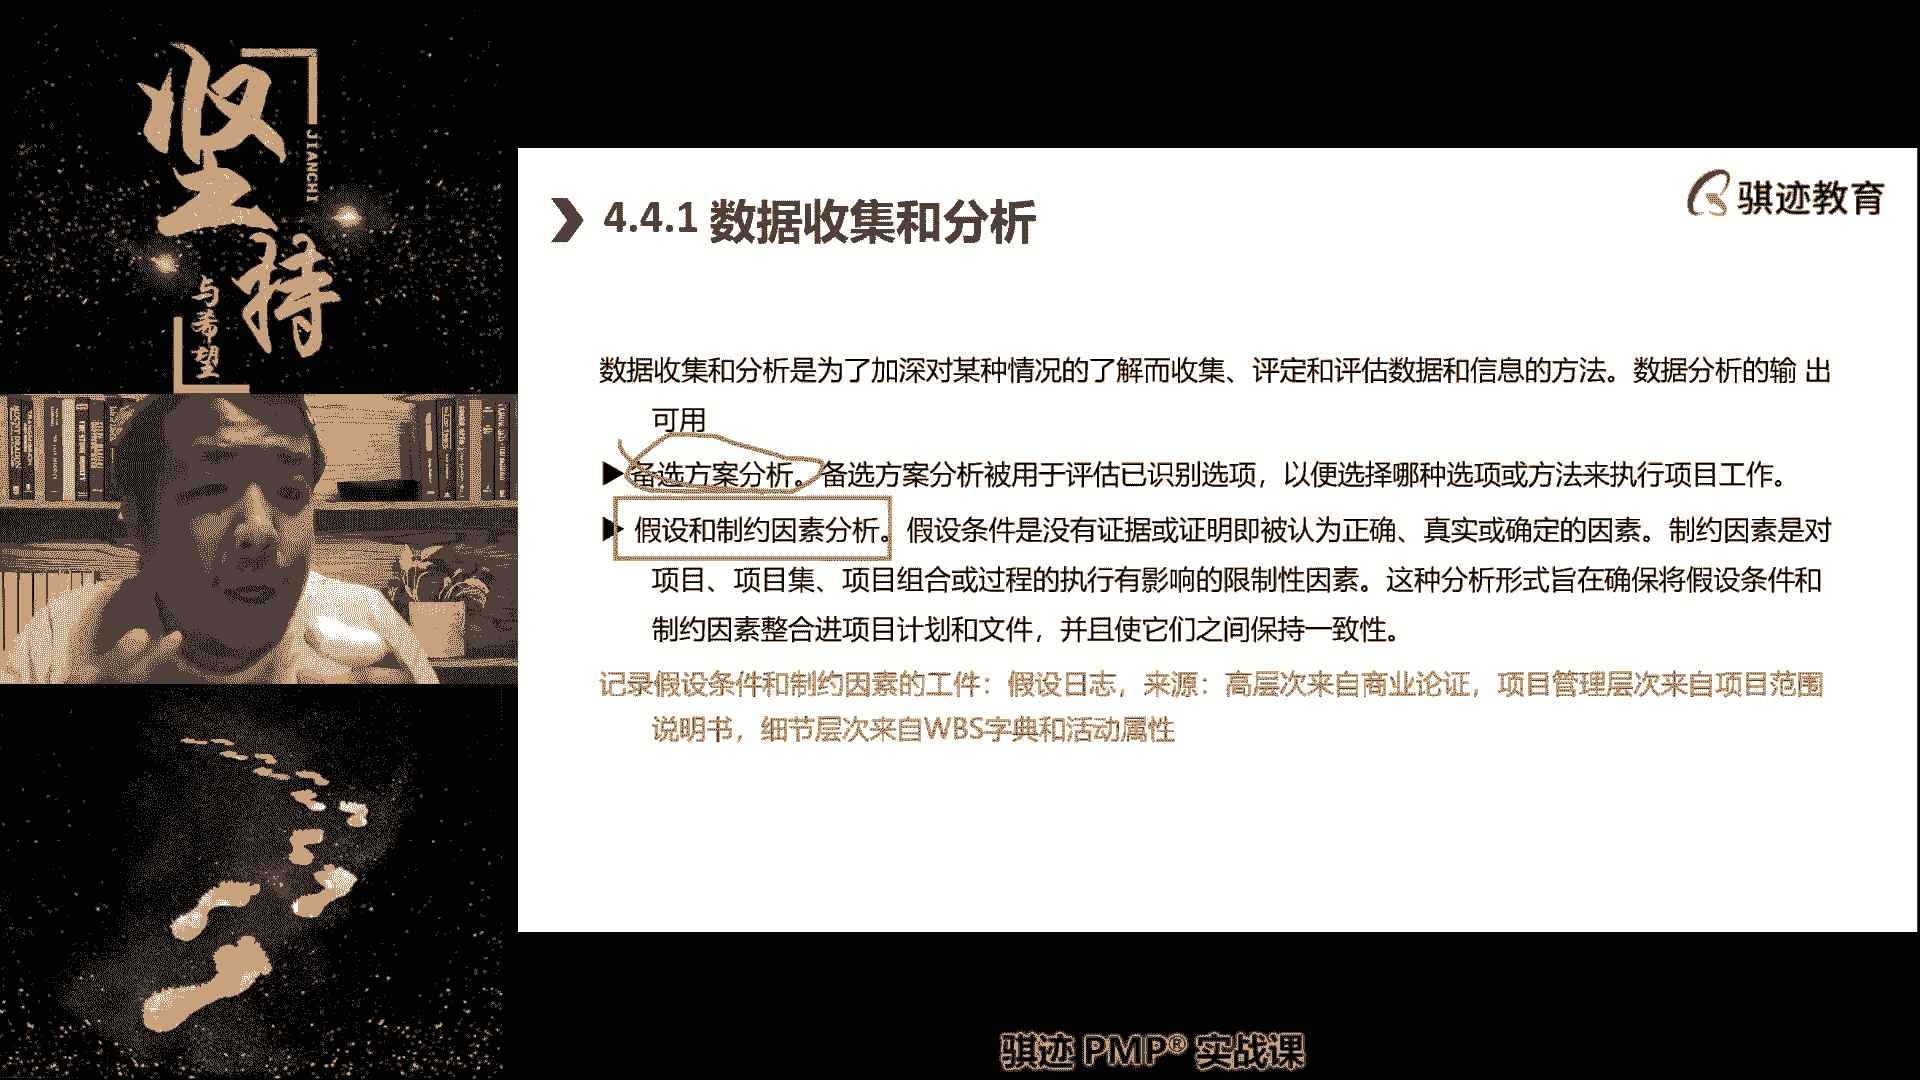 坚
持
JIANCHI
与希望
骐迹教育
4.4.1 数据收集和分析
数据收集和分析是为了加深对某种情况的了解而收集、评定和评估数据和信息的方法。数据分析的输 出
可用
备选方案分析。备选方案分析被用于评估已识别选项，以便选择哪种选项或方法来执行项目工作。
假设和制约因素分析。假设条件是没有证据或证明即被认为正确、真实或确定的因素。制约因素是对
项目、项目集、项目组合或过程的执行有影响的限制性因素。这种分析形式旨在确保将假设条件和
制约因素整合进项目计划和文件，并且使它们之间保持一致性。
记录假设条件和制约因素的工件：假设日志，来源：高层次来自商业论证，项目管理层次来自项目范围
说明书，细节层次来自WBS字典和活动属性
骐迹 PMP® 实战课